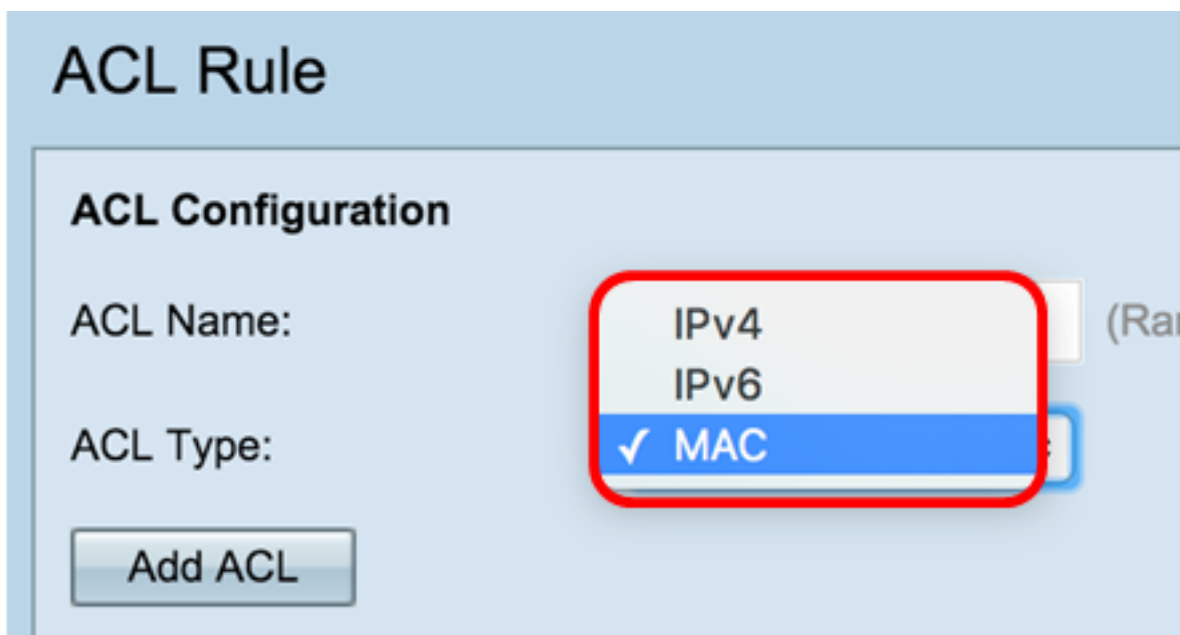 ACL Rule
ACL Configuration
ACL Name:
IPv4
IPv6
ACL Type:
✓ MAC
Add ACL